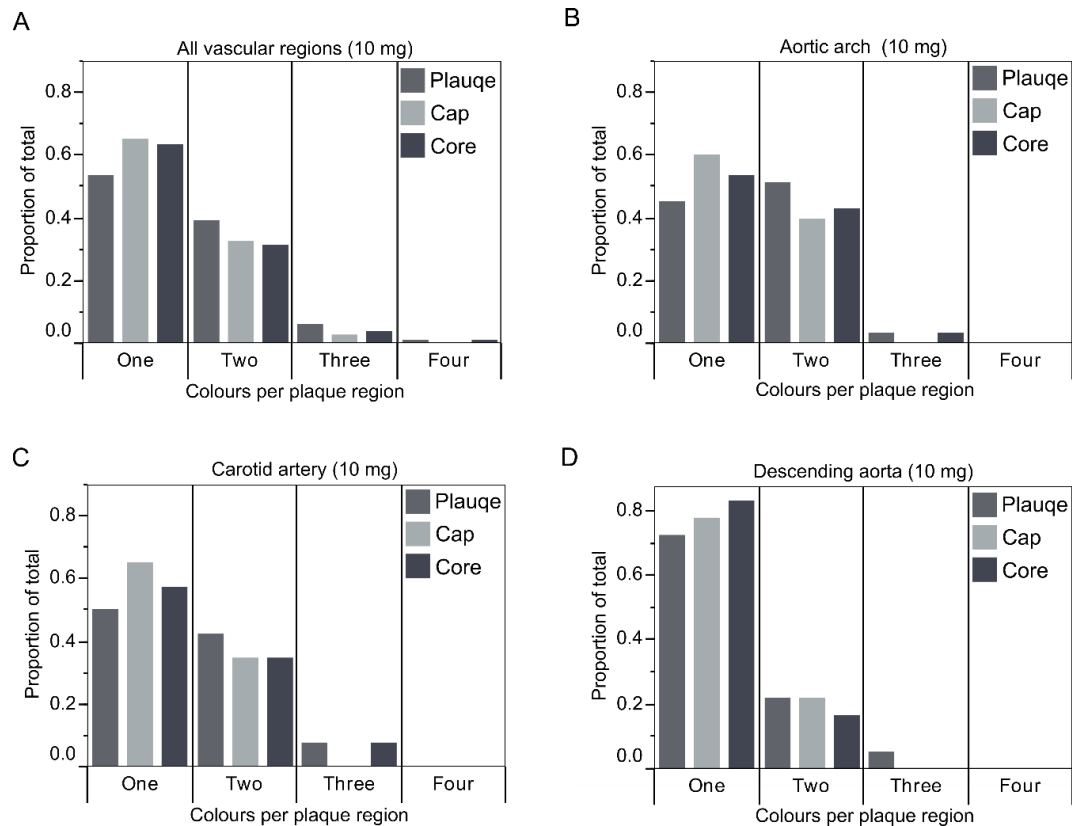 A
All vascular regions (10 mg)
Proportion of total
0.8
0.6
0.4
0.2
0.0
Plauqe
Cap
Core
One Two Three Four
Colours per plaque region
B
Aortic arch (10 mg)
Proportion of total
0.8
0.6
0.4
0.2
0.0
Plauqe
Cap
Core
One Two Three Four
Colours per plaque region
C
Carotid artery (10 mg)
Proportion of total
0.8
0.6
0.4
0.2
0.0
Plauqe
Cap
Core
One Two Three Four
Colours per plaque region
D
Descending aorta (10 mg)
Proportion of total
0.8
0.6
0.4
0.2
0.0
Plauqe
Cap
Core
One Two Three Four
Colours per plaque region